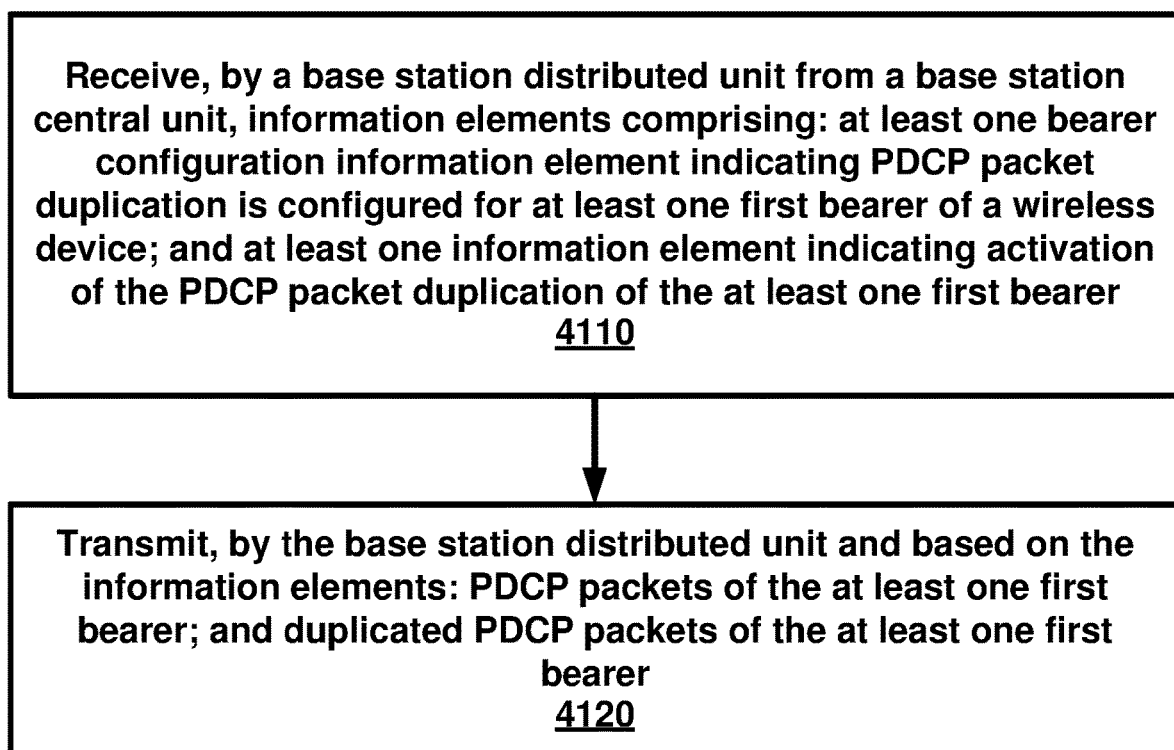 Receive, by a base station distributed unit from a base station
central unit, information elements comprising: at least one bearer
configuration information element indicating PDCP packet
duplication is configured for at least one first bearer of a wireless
device; and at least one information element indicating activation
of the PDCP packet duplication of the at least one first bearer
4110
Transmit, by the base station distributed unit and based on the
information elements: PDCP packets of the at least one first
bearer; and duplicated PDCP packets of the at least one first
bearer
4120